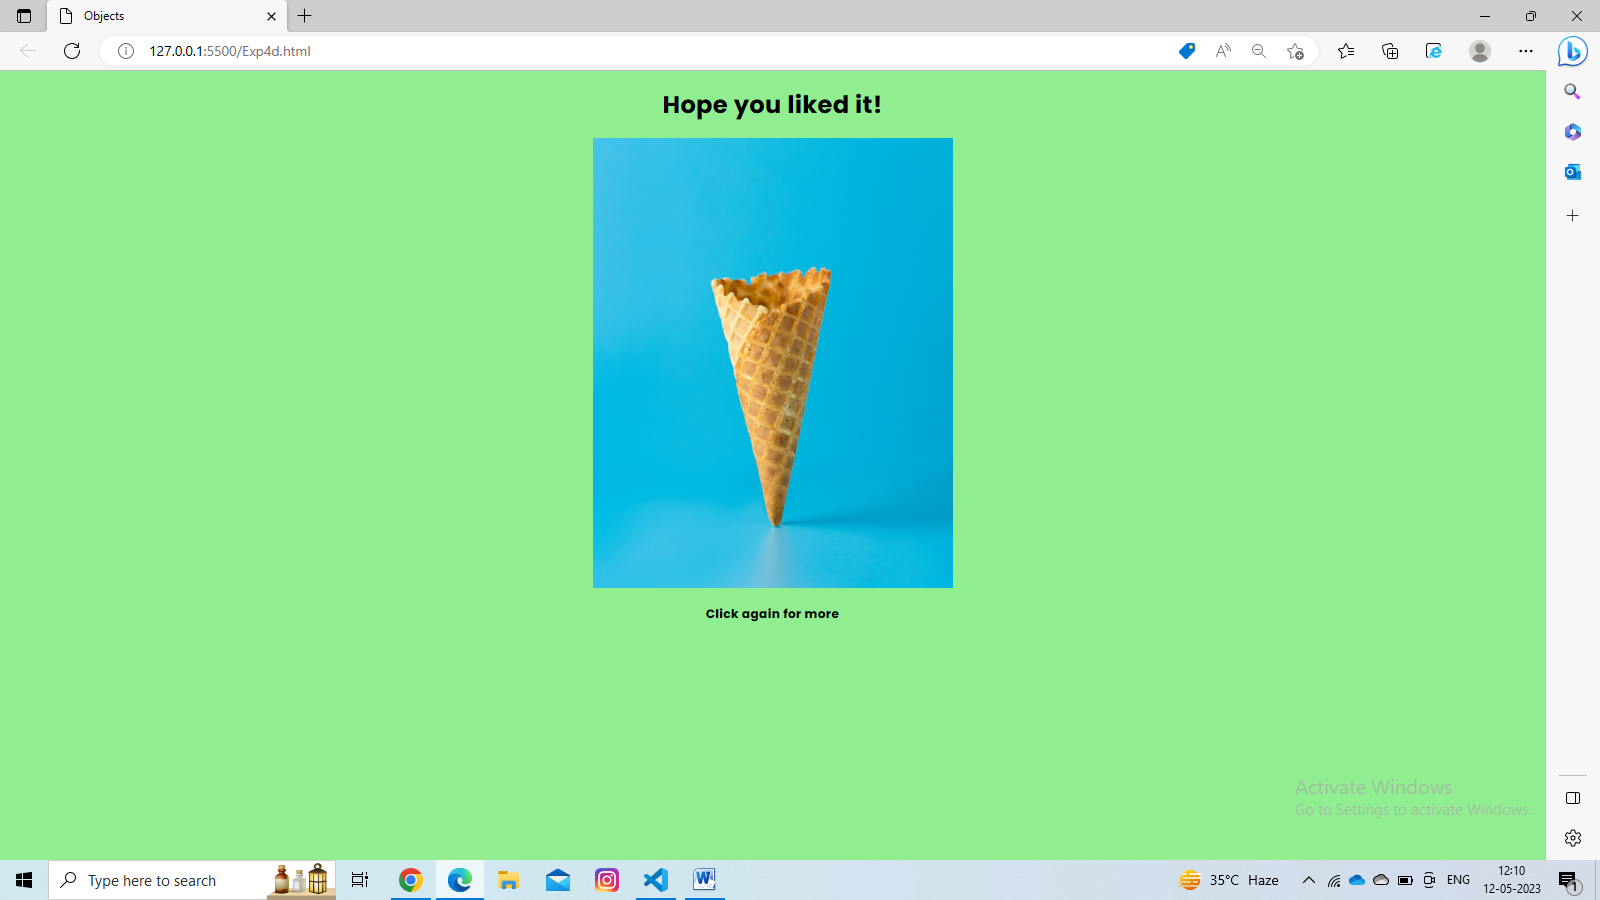 Objects
127.0.0.1:5500/Exp4d.html
Hope you liked it!
Click again for more
Activate Windows
Go to Settings to activate Windows.
Type here to search
35°C Haze
ENG
12:10
12-05-2023
1